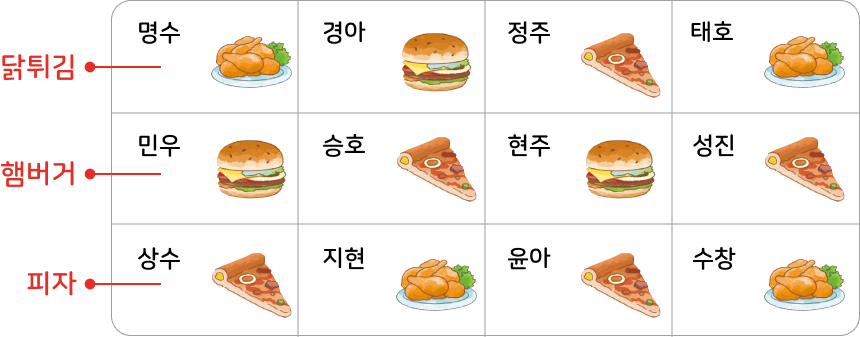 닭튀김 명수 경아 정주 태호
햄버거 민우 승호 현주 성진
피자 상수 지현 윤아 수창